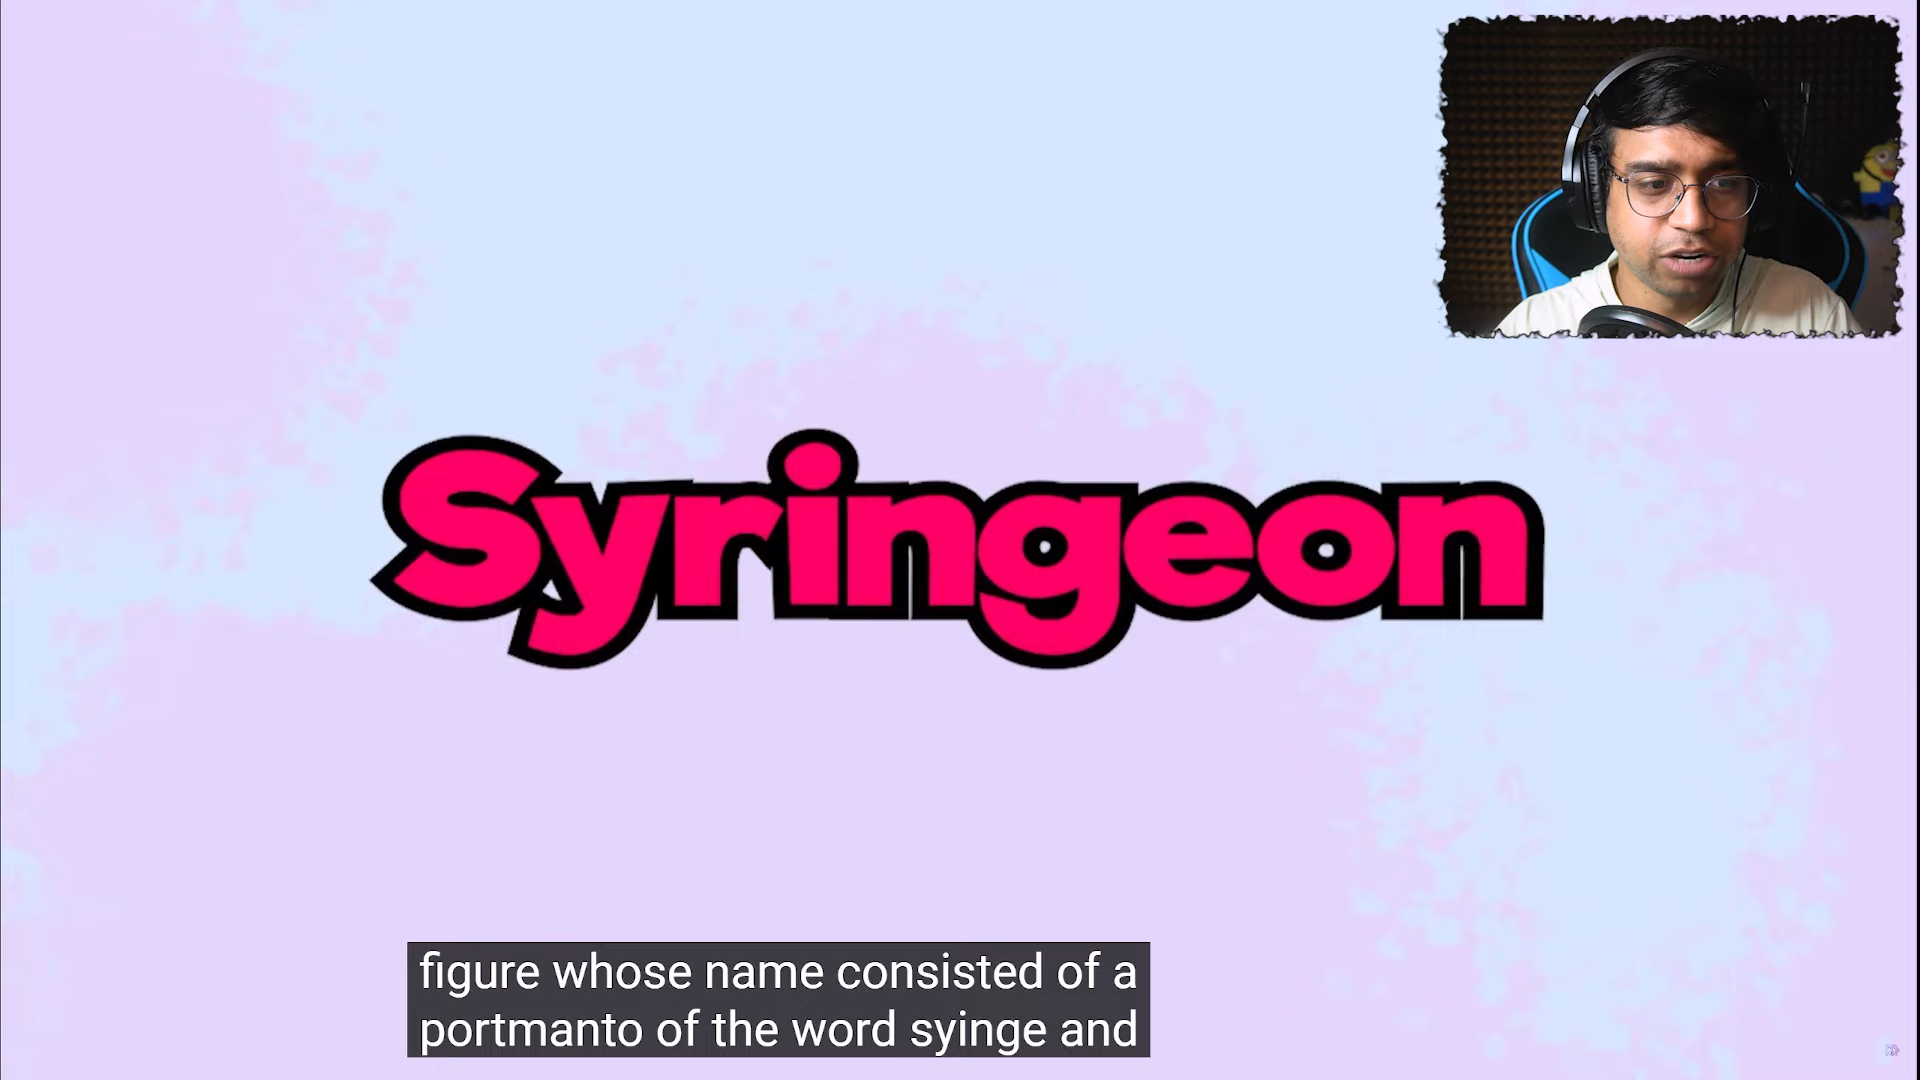 Syringeon
figure whose name consisted of a
portmanto of the word syinge and